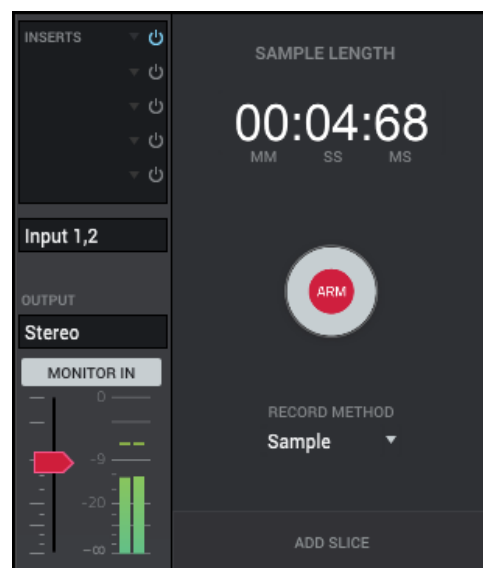 INSERTS
Input 1,2
OUTPUT
Stereo
MONITOR IN
0
-9
-20
-∞
SAMPLE LENGTH
00:04:68
MM SS MS
ARM
RECORD METHOD
Sample
ADD SLICE